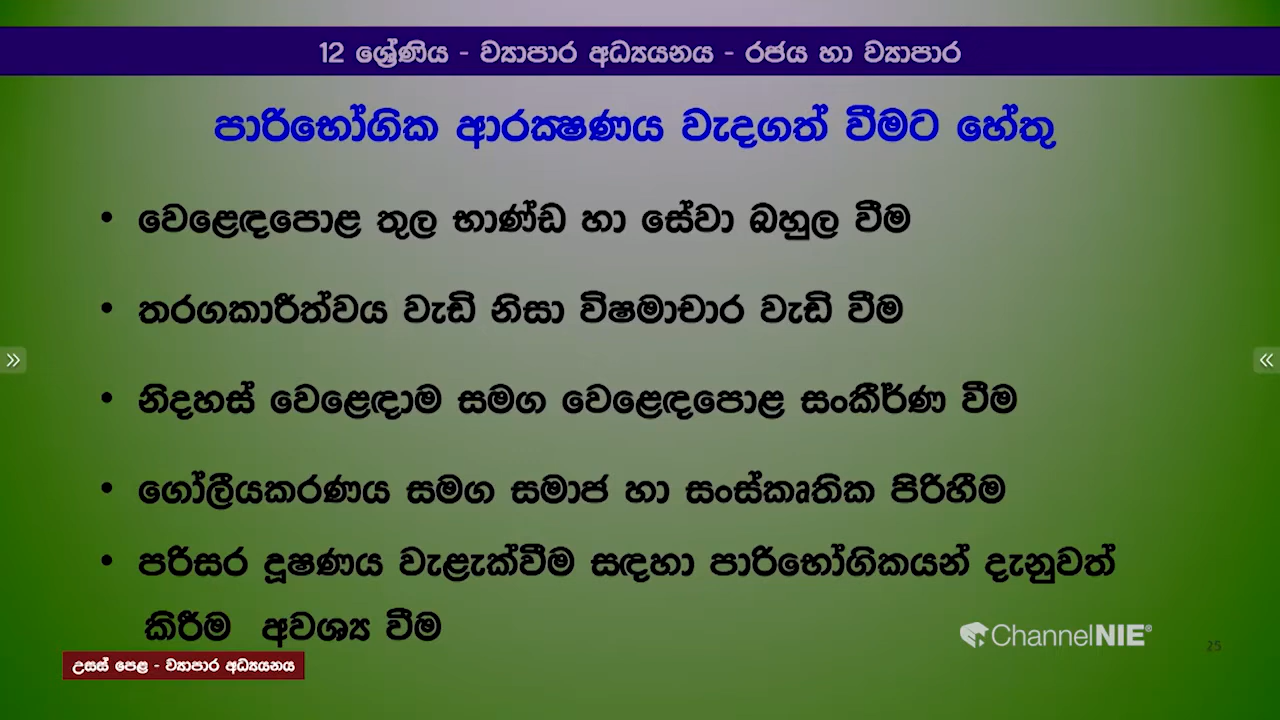 12 ශ්‍රේණිය - ව්‍යාපාර අධ්‍යයනය - රජය හා ව්‍යාපාර
පාරිභෝගික ආරක්ෂණය වැදගත් වීමට හේතු
• වෙළෙඳපොළ තුල භාණ්ඩ හා සේවා බහුල වීම
• තරගකාරීත්වය වැඩි නිසා විෂමාචාර වැඩි වීම
• නිදහස් වෙළෙඳාම සමග වෙළෙඳපොළ සංකීර්ණ වීම
• ගෝලීයකරණය සමග සමාජ හා සංස්කෘතික පිරිහීම
• පරිසර දූෂණය වැළැක්වීම සඳහා පාරිභෝගිකයන් දැනුවත්
කිරීම අවශ්‍ය වීම
ChannelNIE®
25
උසස් පෙළ - ව්‍යාපාර අධ්‍යයනය